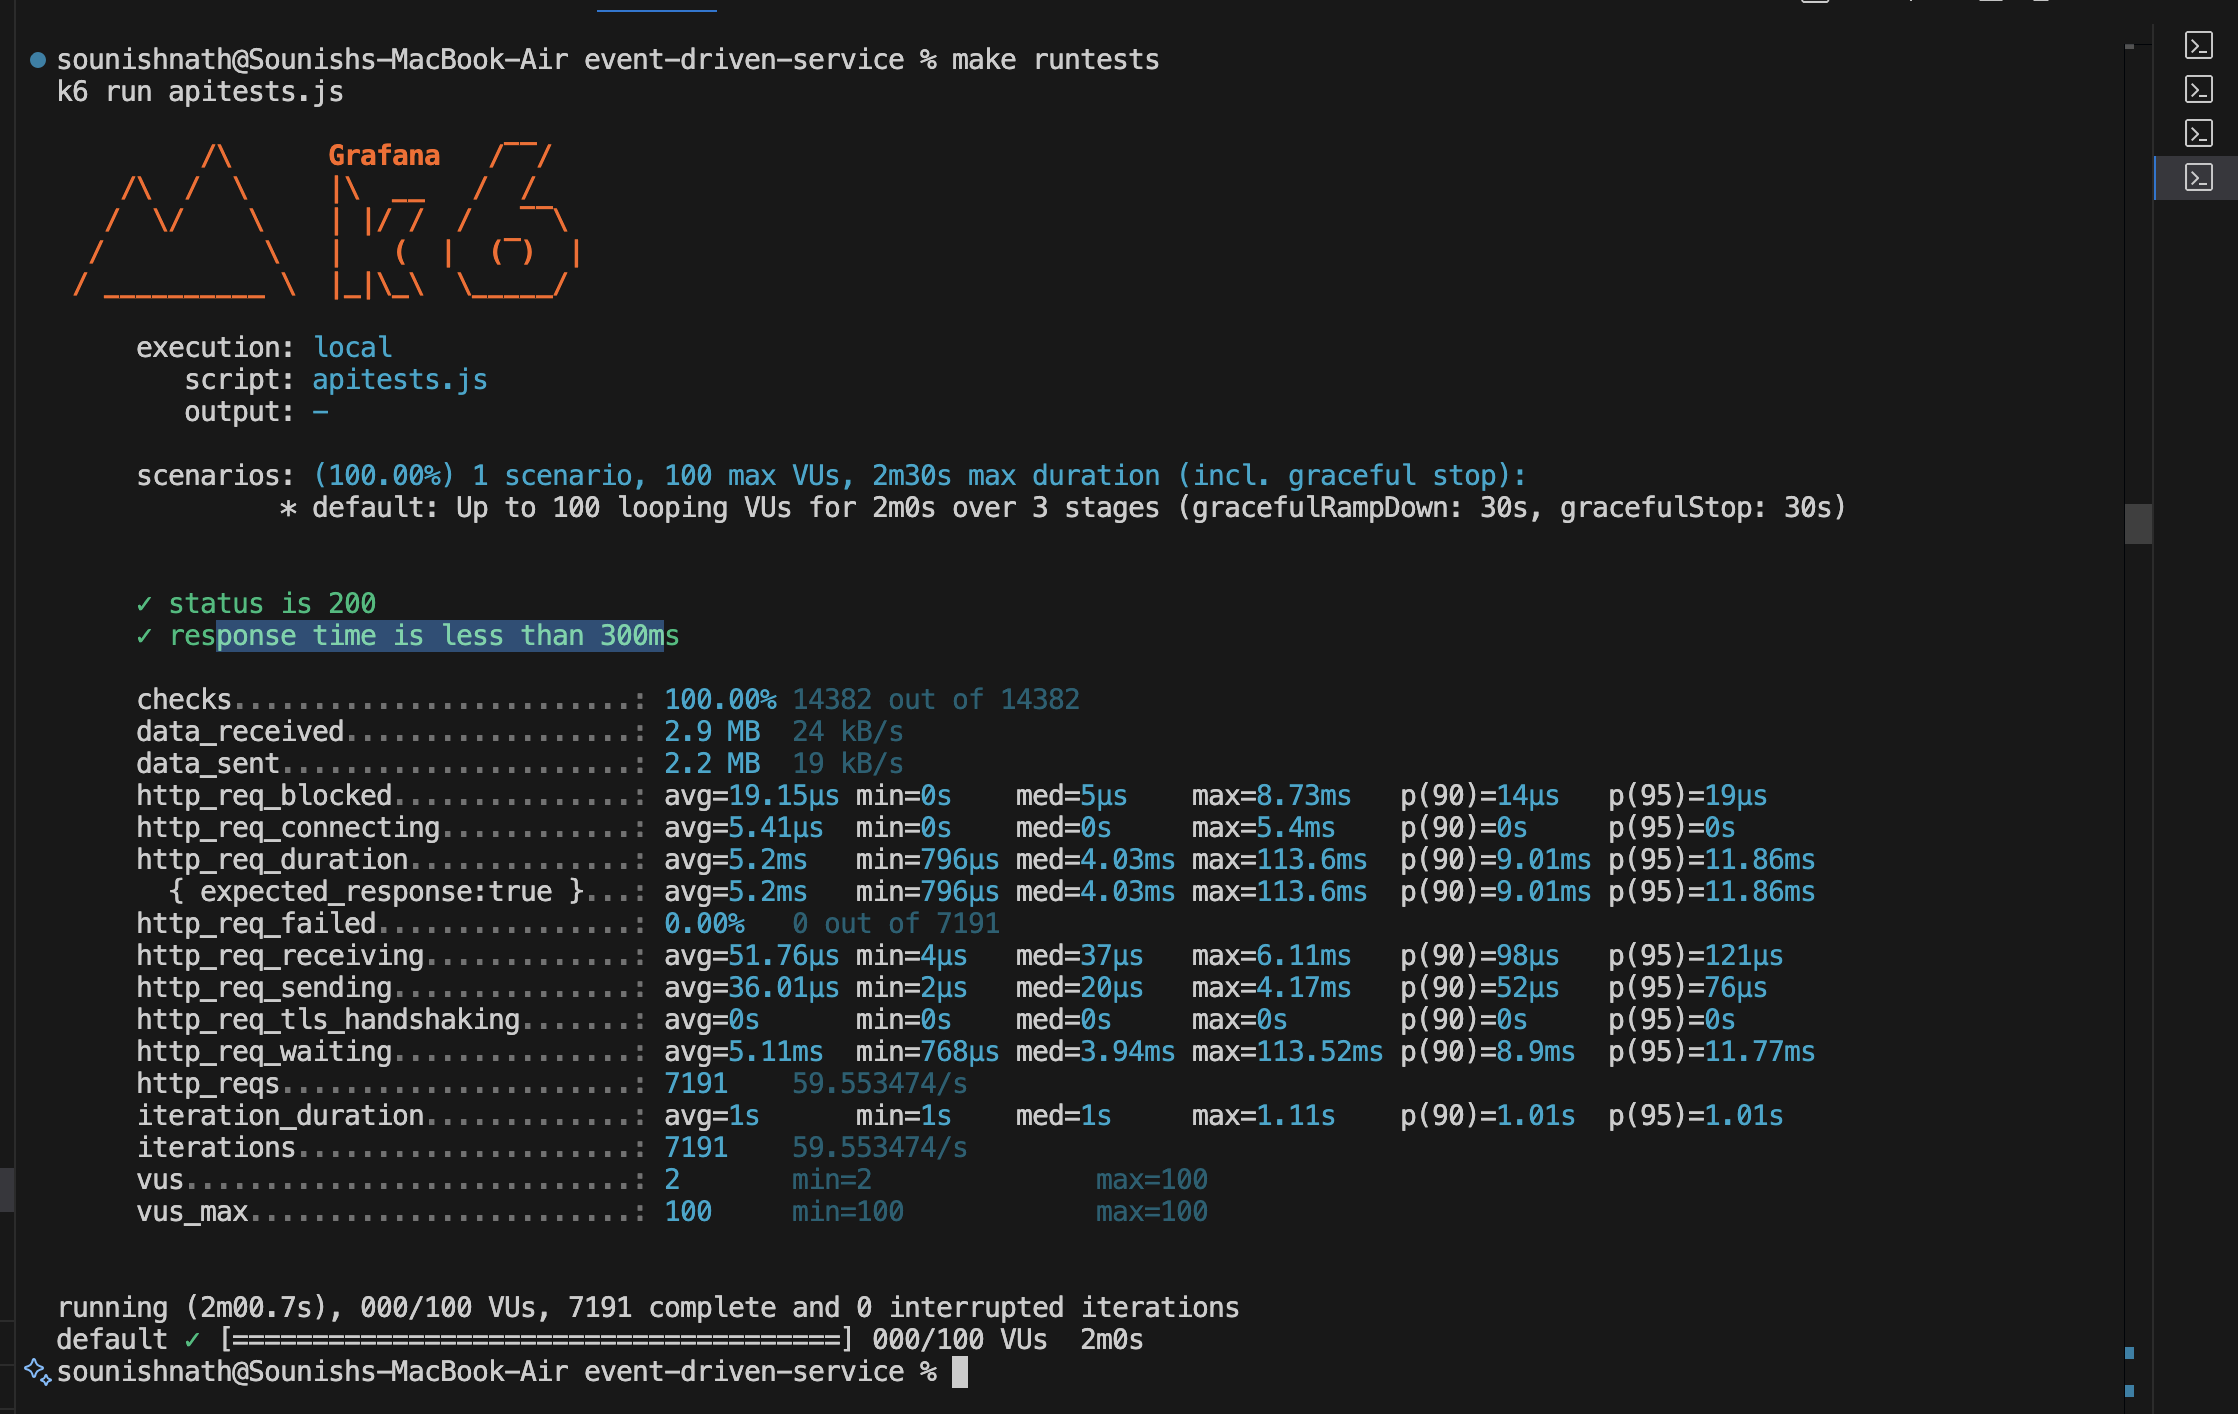 sounishnath@Sounishs-MacBook-Air event-driven-service % make runtests
k6 run apitests.js
Grafana
execution: local
script: apitests.js
output: -
scenarios: (100.00%) 1 scenario, 100 max VUs, 2m30s max duration (incl. graceful stop):
* default: Up to 100 looping VUs for 2m0s over 3 stages (gracefulRampDown: 30s, gracefulStop: 30s)
✓ status is 200
✓ response time is less than 300ms
checks.........................: 100.00% 14382 out of 14382
data_received..................: 2.9 MB 24 kB/s
data_sent......................: 2.2 MB 19 kB/s
http_req_blocked...............: avg=19.15µs min=0s med=5µs max=8.73ms p(90)=14µs p(95)=19µs
http_req_connecting............: avg=5.41µs min=0s med=0s max=5.4ms p(90)=0s p(95)=0s
http_req_duration..............: avg=5.2ms min=796µs med=4.03ms max=113.6ms p(90)=9.01ms p(95)=11.86ms
{ expected_response:true }...: avg=5.2ms min=796µs med=4.03ms max=113.6ms p(90)=9.01ms p(95)=11.86ms
http_req_failed................: 0.00% 0 out of 7191
http_req_receiving.............: avg=51.76µs min=4µs med=37µs max=6.11ms p(90)=98µs p(95)=121µs
http_req_sending...............: avg=36.01µs min=2µs med=20µs max=4.17ms p(90)=52µs p(95)=76µs
http_req_tls_handshaking.......: avg=0s min=0s med=0s max=0s p(90)=0s p(95)=0s
http_req_waiting...............: avg=5.11ms min=768µs med=3.94ms max=113.52ms p(90)=8.9ms p(95)=11.77ms
http_reqs......................: 7191 59.553474/s
iteration_duration.............: avg=1s min=1s med=1s max=1.11s p(90)=1.01s p(95)=1.01s
iterations.....................: 7191 59.553474/s
vus............................: 2 min=2 max=100
vus_max........................: 100 min=100 max=100
running (2m00.7s), 000/100 VUs, 7191 complete and 0 interrupted iterations
default ✓ [======================================] 000/100 VUs 2m0s
sounishnath@Sounishs-MacBook-Air event-driven-service %